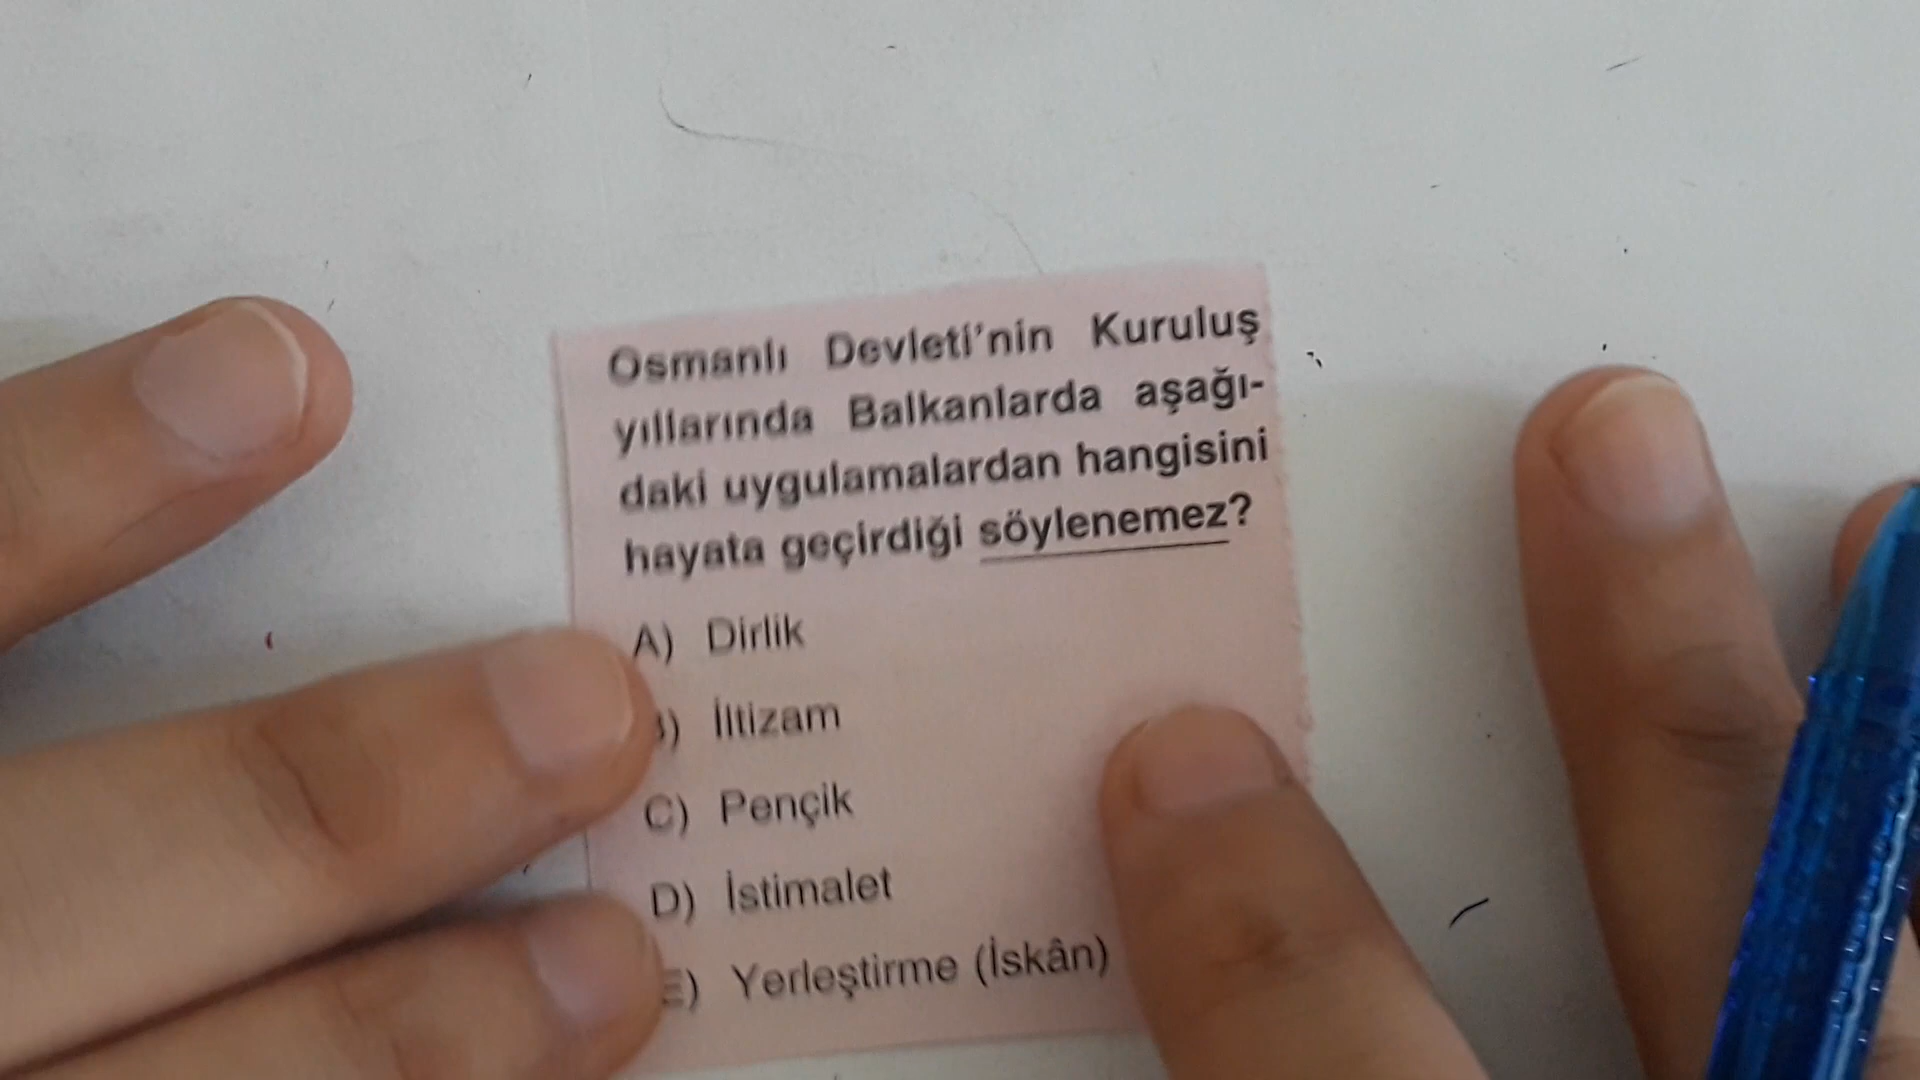 Osmanlı Devleti'nin Kuruluş
yıllarında Balkanlarda aşağı-
daki uygulamalardan hangisini
hayata geçirdiği söylenemez?
A) Dirlik
) İltizam
C) Pençik
D) İstimalet
E) Yerleştirme (İskân)